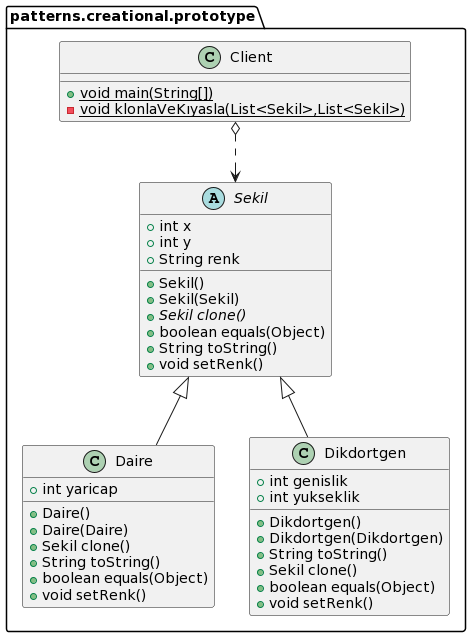 patterns.creational.prototype
C Client
void main(String[])
void klonlaVeKıyasla(List<Sekil>,List<Sekil>)
A Sekil
int x
int y
String renk
Sekil()
Sekil(Sekil)
Sekil clone()
boolean equals(Object)
String toString()
void setRenk()
C Daire
int yaricap
Daire()
Daire(Daire)
Sekil clone()
String toString()
boolean equals(Object)
void setRenk()
C Dikdortgen
int genislik
int yukseklik
Dikdortgen()
Dikdortgen(Dikdortgen)
String toString()
Sekil clone()
boolean equals(Object)
void setRenk()